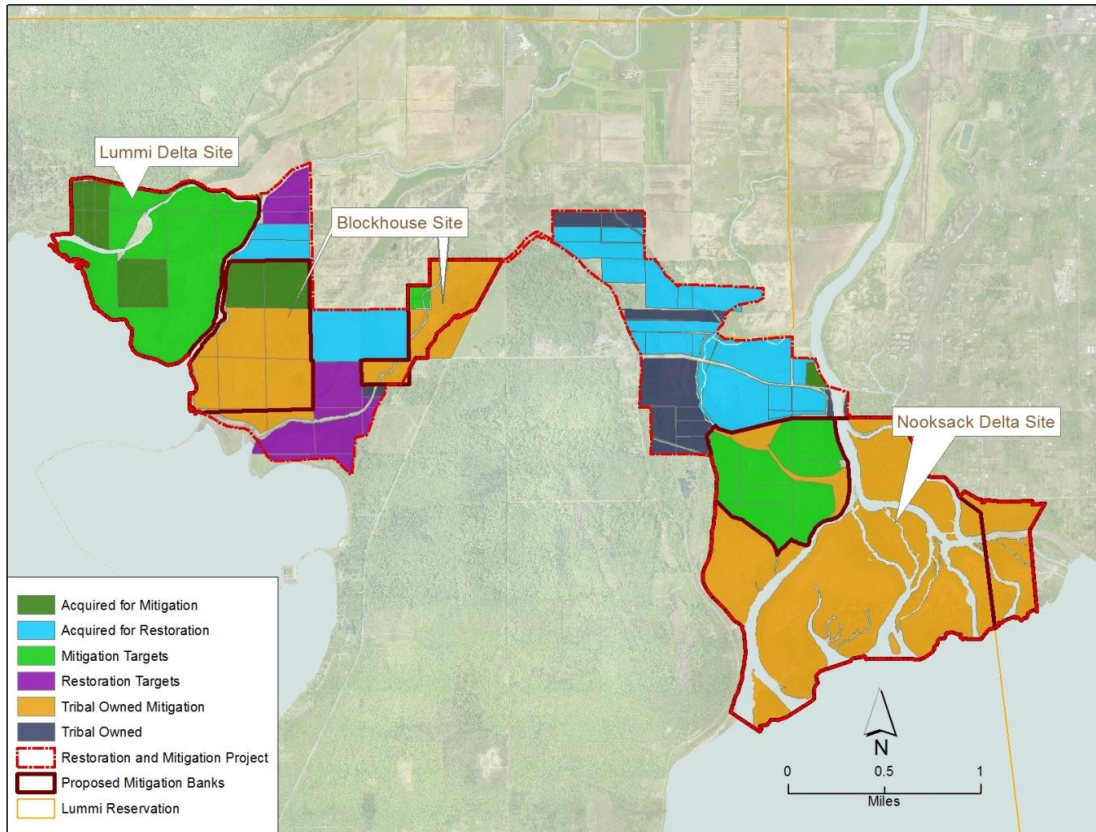 Lummi Delta Site
Blockhouse Site
Nooksack Delta Site
Acquired for Mitigation
Acquired for Restoration
Mitigation Targets
Restoration Targets
Tribal Owned Mitigation
Tribal Owned
Restoration and Mitigation Project
Proposed Mitigation Banks
Lummi Reservation
N
0 0.5 1
Miles